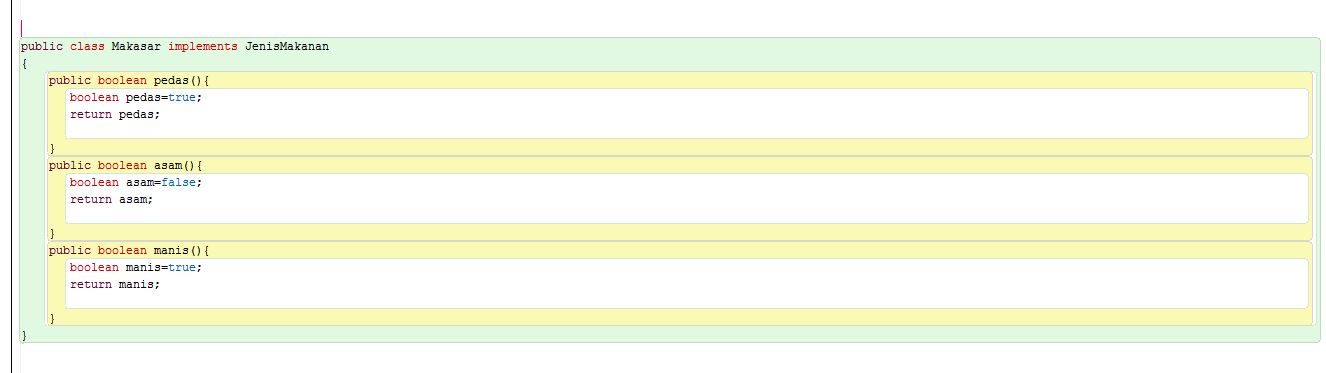 public class Makasar implements JenisMakanan
{
public boolean pedas(){
boolean pedas=true;
return pedas;
}
public boolean asam(){
boolean asam=false;
return asam;
}
public boolean manis(){
boolean manis=true;
return manis;
}
}